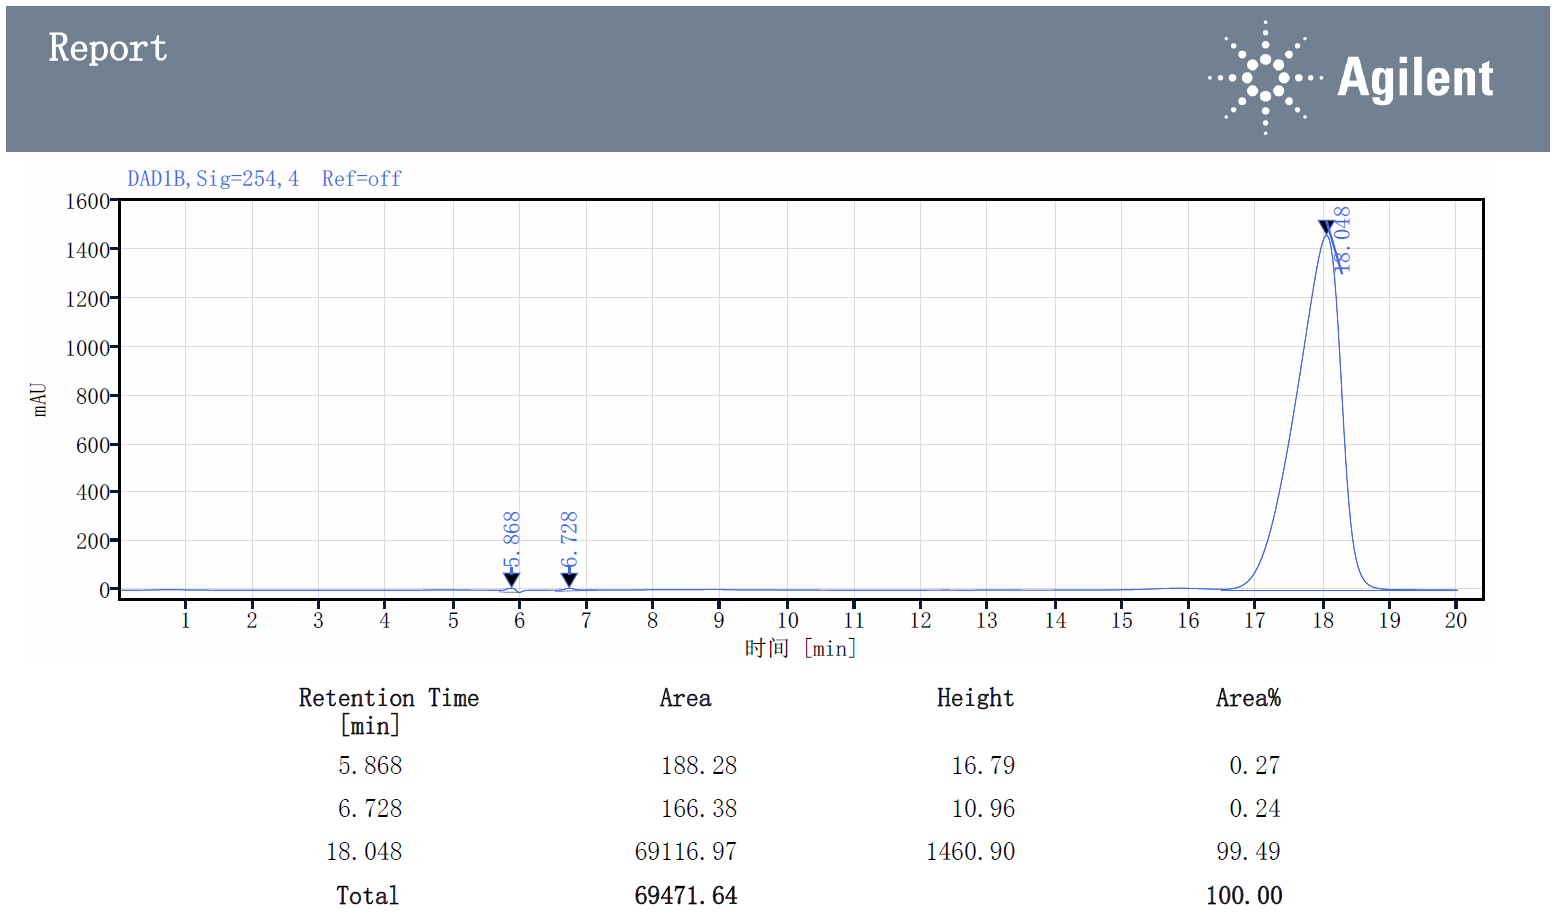 Report
Agilent
DAD1B,Sig=254,4 Ref=off
1600
1400
1200
1000
800
600
400
200
0
mAU
5.868
6.728
18.048
1 2 3 4 5 6 7 8 9 10 11 12 13 14 15 16 17 18 19 20
时间 [min]
Retention Time Area Height Area%
[min]
5.868 188.28 16.79 0.27
6.728 166.38 10.96 0.24
18.048 69116.97 1460.90 99.49
Total 69471.64 100.00